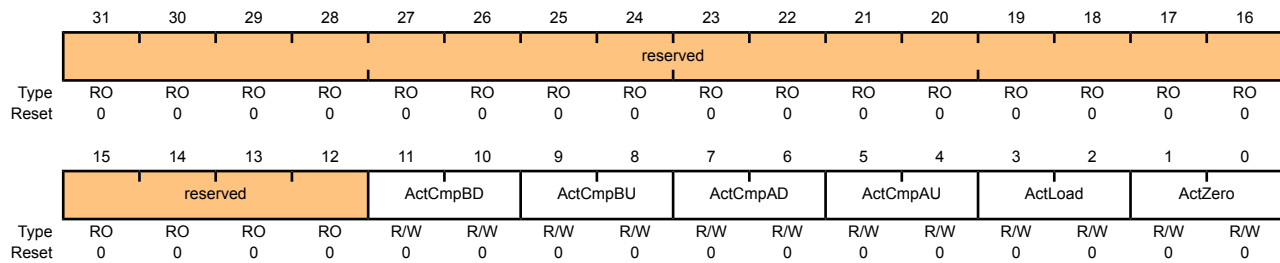 31 30 29 28 27 26 25 24 23 22 21 20 19 18 17 16
reserved
Type RO RO RO RO RO RO RO RO RO RO RO RO RO RO RO RO
Reset 0 0 0 0 0 0 0 0 0 0 0 0 0 0 0 0
15 14 13 12 11 10 9 8 7 6 5 4 3 2 1 0
reserved ActCmpBD ActCmpBU ActCmpAD ActCmpAU ActLoad ActZero
Type RO RO RO RO R/W R/W R/W R/W R/W R/W R/W R/W R/W R/W R/W R/W
Reset 0 0 0 0 0 0 0 0 0 0 0 0 0 0 0 0